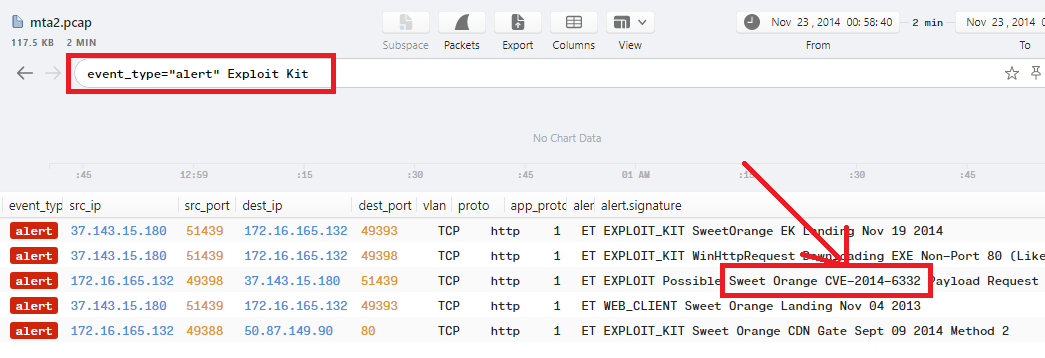 mta2.pcap
117.5 KB 2 MIN
Subspace Packets Export Columns View
Nov 23 , 2014 00 : 58 : 40 2 min Nov 23 , 2014 0
From To
event_type="alert" Exploit Kit
No Chart Data
:45 12:59 :15 :30 :45 01 AM :30 :45
event_typ src_ip src_port dest_ip dest_port vlan proto app_proto aler alert.signature
alert 37.143.15.180 51439 172.16.165.132 49393 TCP http 1 ET EXPLOIT_KIT SweetOrange EK Landing Nov 19 2014
alert 37.143.15.180 51439 172.16.165.132 49398 TCP http 1 ET EXPLOIT_KIT WinHttpRequest Downloading EXE Non-Port 80 (Like
alert 172.16.165.132 49398 37.143.15.180 51439 TCP http 1 ET EXPLOIT_KIT Possible Sweet Orange CVE-2014-6332 Payload Request
alert 37.143.15.180 51439 172.16.165.132 49393 TCP http 1 ET WEB_CLIENT Sweet Orange Landing Nov 04 2013
alert 172.16.165.132 49388 50.87.149.90 80 TCP http 1 ET EXPLOIT_KIT Sweet Orange CDN Gate Sept 09 2014 Method 2